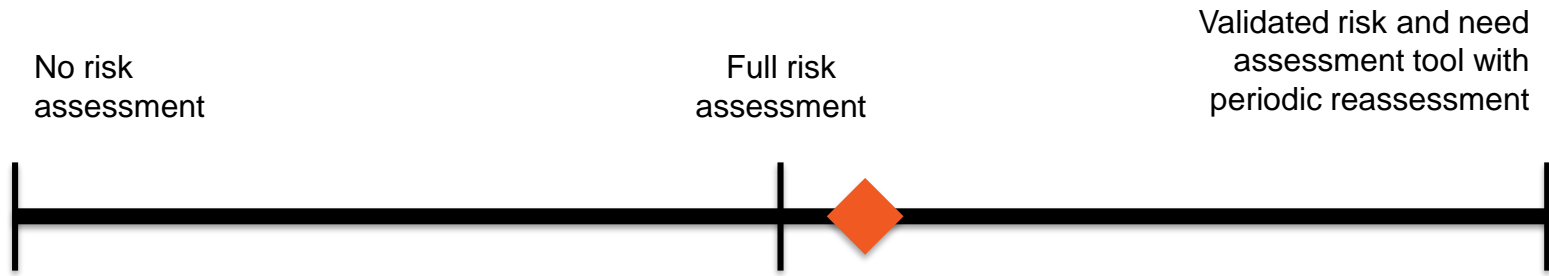 No risk
assessment
Full risk
assessment
Validated risk and need
assessment tool with
periodic reassessment